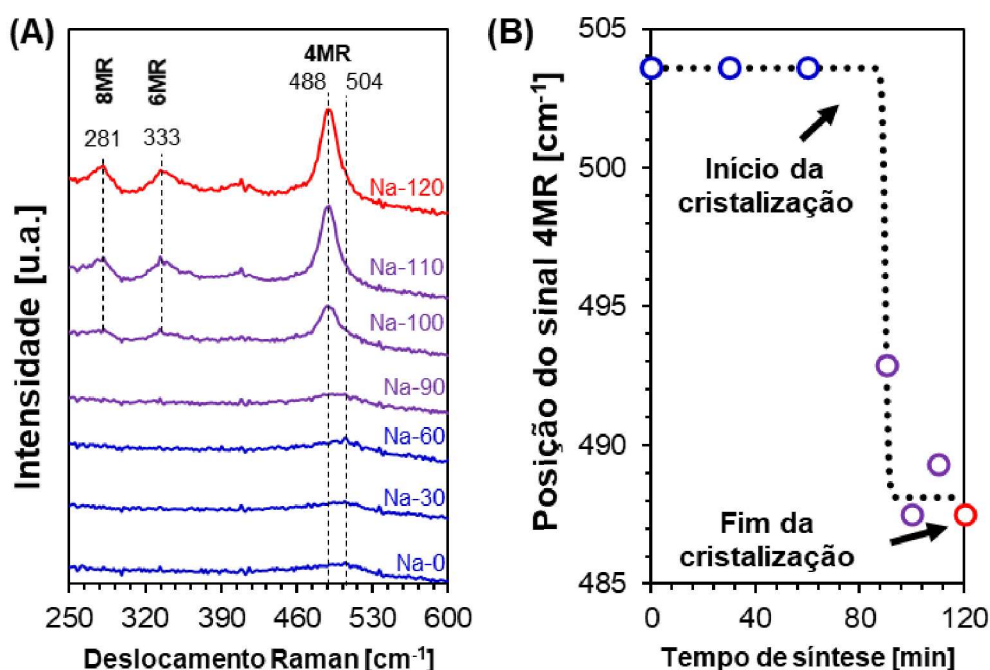 (A)
8MR
6MR
4MR
281
333
488
504
Na-120
Na-110
Na-100
Na-90
Na-60
Na-30
Na-0
Intensidade [u.a.]
250
320
390
460
530
600
Deslocamento Raman [cm-1]
(B)
Posição do sinal 4MR [cm-1]
505
500
495
490
485
Início da
cristalização
Fim da
cristalização
0
40
80
120
Tempo de síntese [min]